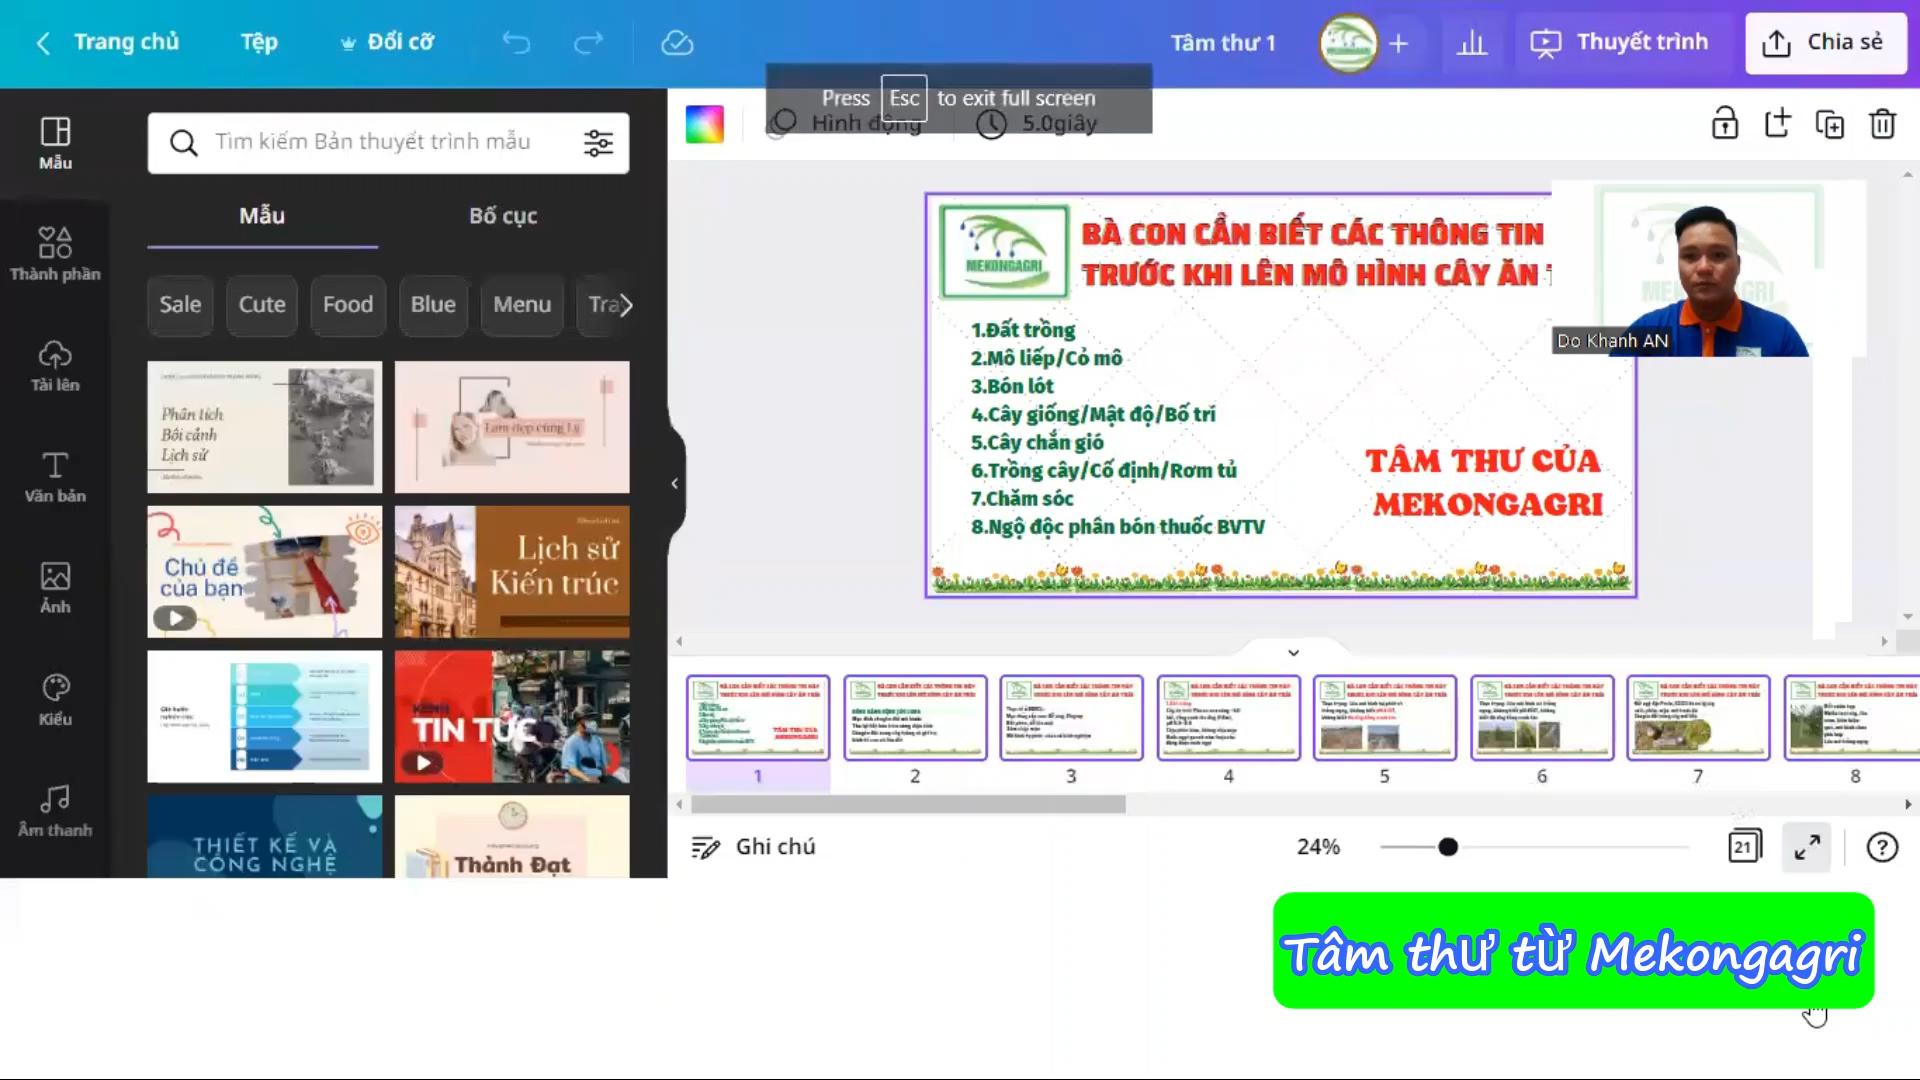 Trang chủ
Tệp
Đổi cỡ
Tâm thư 1
Thuyết trình
Chia sẻ
Press Esc to exit full screen
Hình động
5.0giây
Mẫu
Thành phần
Tải lên
Văn bản
Ảnh
Kiểu
Âm thanh
Tìm kiếm Bản thuyết trình mẫu
Mẫu
Bố cục
Sale
Cute
Food
Blue
Menu
Tra
Phân tích
Bối cảnh
Lịch sử
Làm đẹp cùng Ly
Chủ đề
của bạn
Lịch sử
Kiến trúc
TIN TỨC
THIẾT KẾ VÀ
CÔNG NGHỆ
Thành Đạt
MEKONGAGRI
BÀ CON CẦN BIẾT CÁC THÔNG TIN
TRƯỚC KHI LÊN MÔ HÌNH CÂY ĂN
1.Đất trồng
2.Mô liếp/Cỏ mô
3.Bón lót
4.Cây giống/Mật độ/Bố trí
5.Cây chắn gió
6.Trồng cây/Cố định/Rơm tủ
7.Chăm sóc
8.Ngộ độc phân bón thuốc BVTV
TÂM THƯ CỦA
MEKONGAGRI
Do Khanh AN
1
2
3
4
5
6
7
8
Ghi chú
24%
21
Tâm thư từ Mekongagri